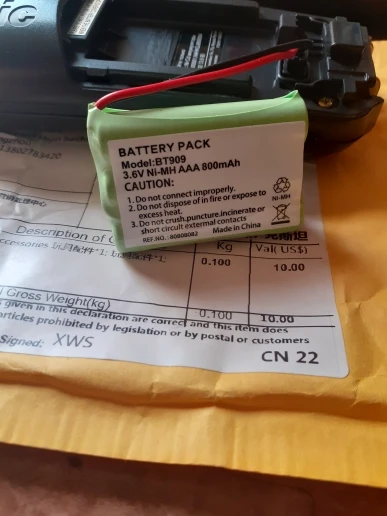 ic
BATTERY PACK
Model:BT909
3.6V Ni-MH AAA 800mAh
CAUTION:
1. Do not connect improperly.
2. Do not dispose of in fire or expose to
excess heat.
3. Do not crush,puncture,incinerate or
short circuit external contacts
REF.NO.: 80808082 Made in China
Ni-MH
Description of
Kg
Val( US$)
0.100
10.00
Gross Weight(kg)
0.100
10.00
given in this declaration are correct and this item does
articles prohibited by legislation or by postal or customers
Signed: XWS
CN 22